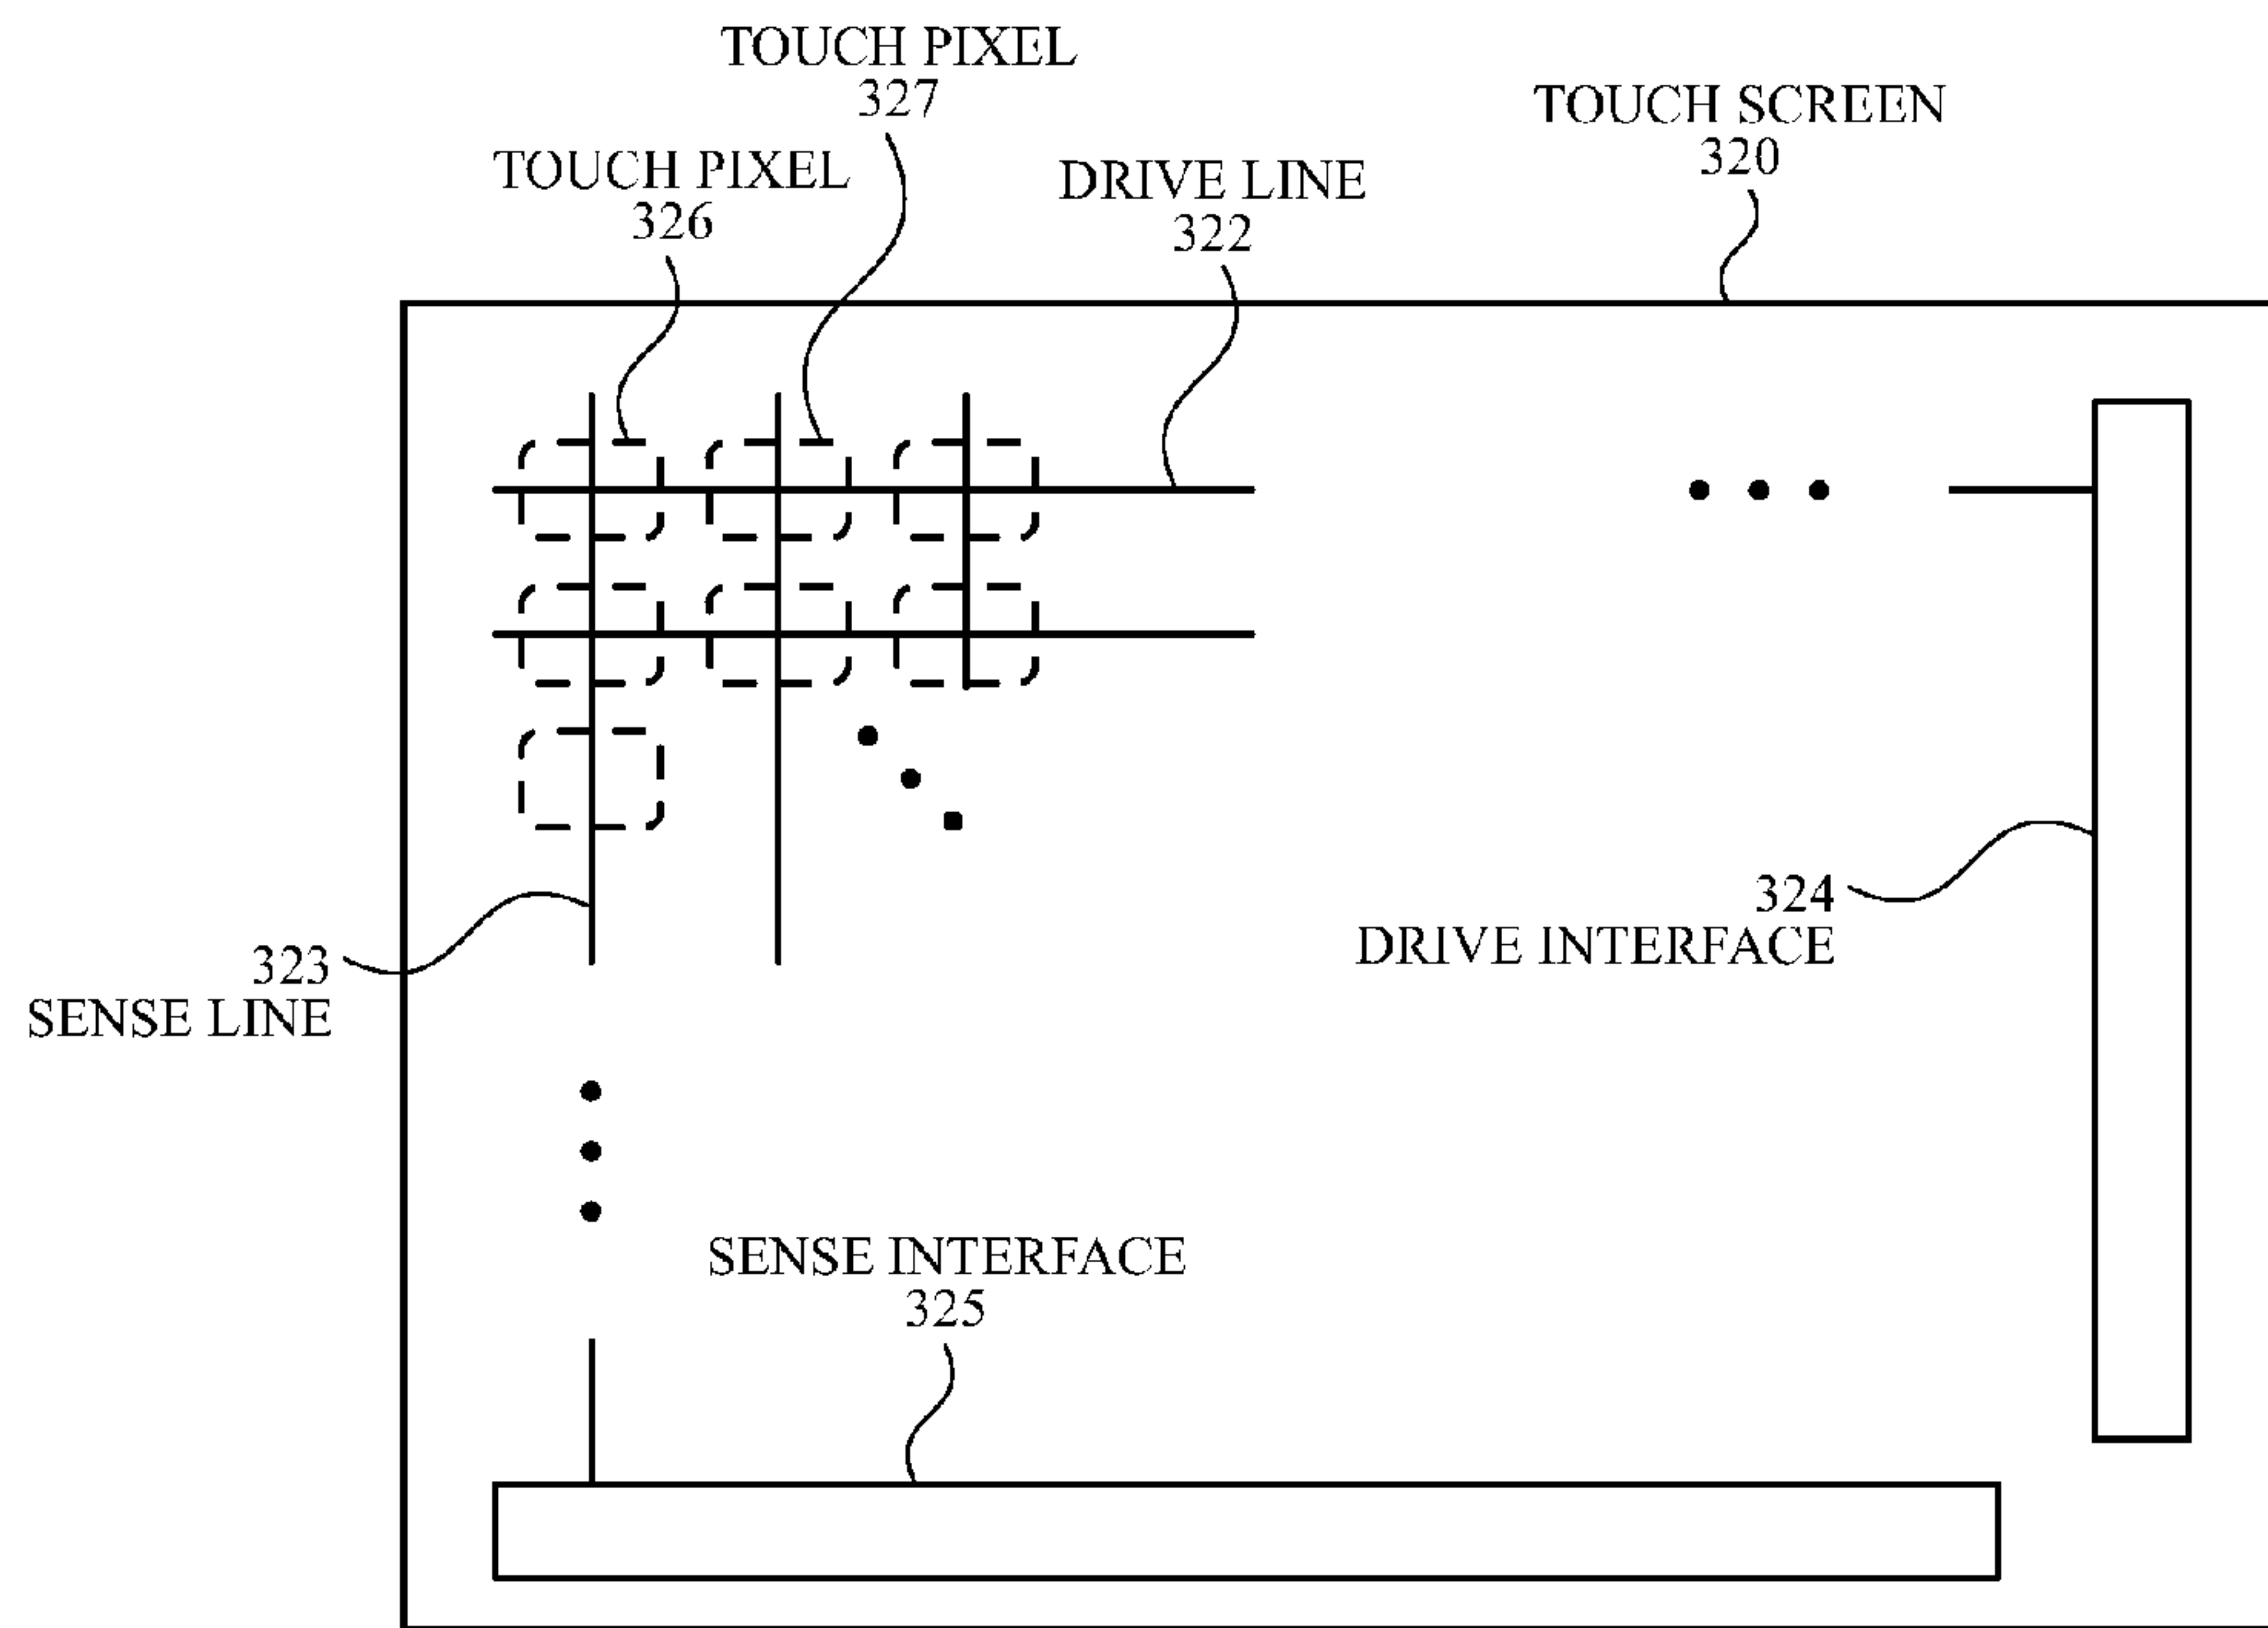 TOUCH PIXEL
327
TOUCH SCREEN
320
TOUCH PIXEL
326
DRIVE LINE
322
324
DRIVE INTERFACE
323
SENSE LINE
SENSE INTERFACE
325